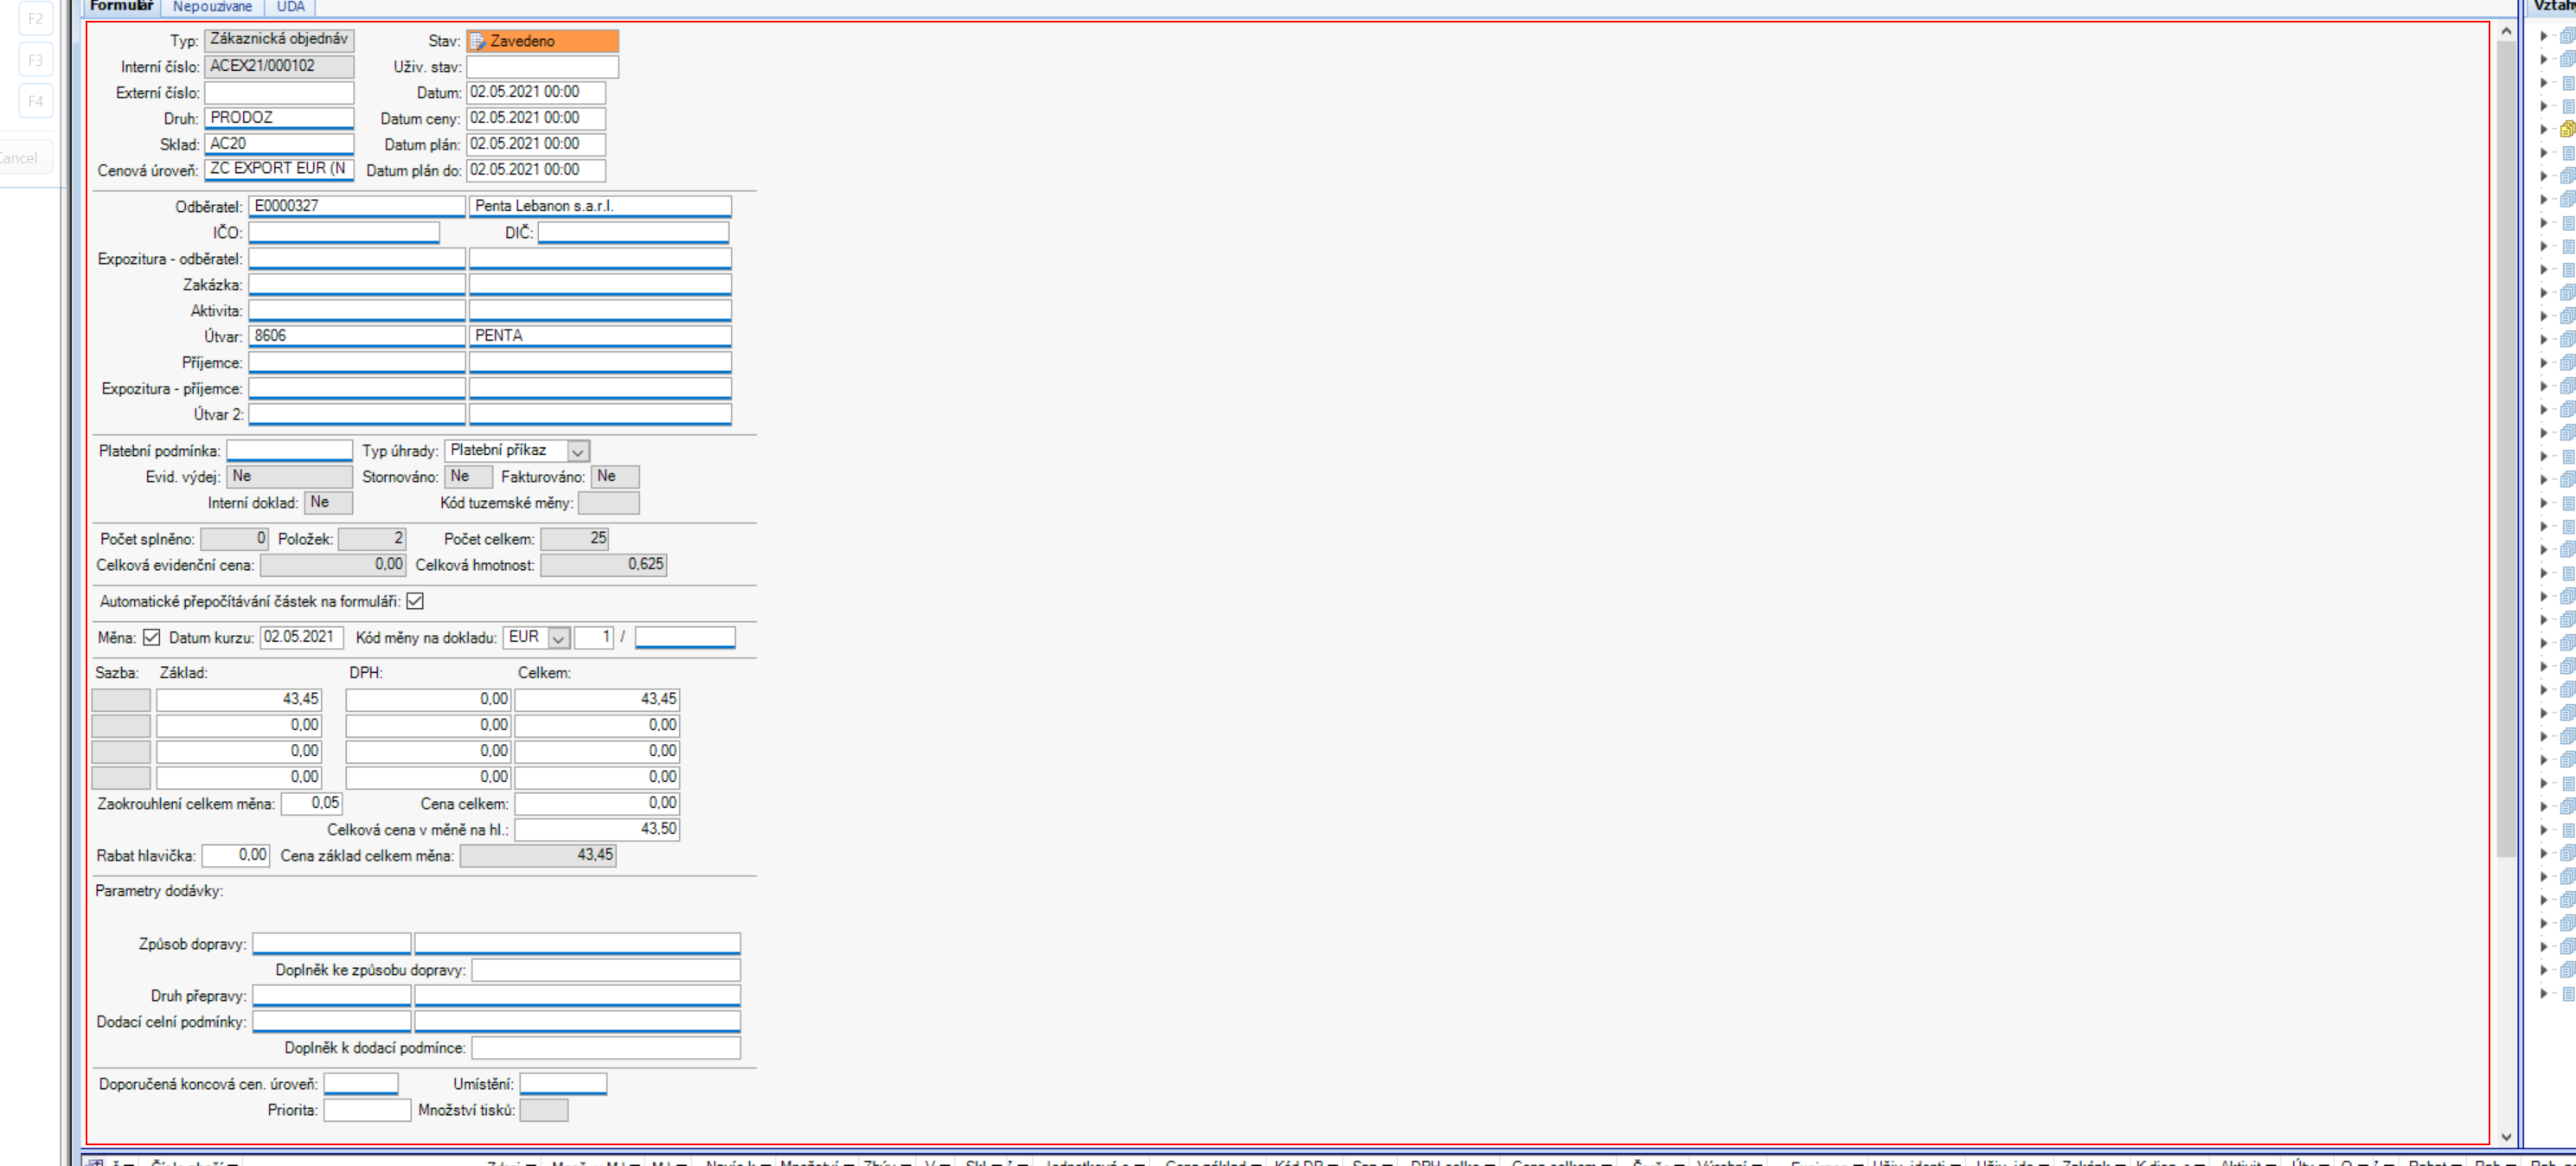 Formulář Nepoužívané UDA
Vztahy
F2
F3
F4
Cancel
Typ: Zákaznická objednáv Stav: Zavedeno
Interní číslo: ACEX21/000102 Uživ. stav:
Externí číslo: Datum: 02.05.2021 00:00
Druh: PRODOZ Datum ceny: 02.05.2021 00:00
Sklad: AC20 Datum plán: 02.05.2021 00:00
Cenová úroveň: ZC EXPORT EUR (N Datum plán do: 02.05.2021 00:00
Odběratel: E0000327 Penta Lebanon s.a.r.l.
IČO: DIČ:
Expozitura - odběratel:
Zakázka:
Aktivita:
Útvar: 8606 PENTA
Příjemce:
Expozitura - příjemce:
Útvar 2:
Platební podmínka: Typ úhrady: Platební příkaz
Evid. výdej: Ne Stornováno: Ne Fakturováno: Ne
Interní doklad: Ne Kód tuzemské měny:
Počet splněno: 0 Položek: 2 Počet celkem: 25
Celková evidenční cena: 0,00 Celková hmotnost: 0,625
Automatické přepočítávání částek na formuláři:
Měna: Datum kurzu: 02.05.2021 Kód měny na dokladu: EUR 1 /
Sazba: Základ: DPH: Celkem:
43,45 0,00 43,45
0,00 0,00 0,00
0,00 0,00 0,00
0,00 0,00 0,00
Zaokrouhlení celkem měna: 0,05 Cena celkem: 0,00
Celková cena v měně na hl.: 43,50
Rabat hlavička: 0,00 Cena základ celkem měna: 43,45
Parametry dodávky:
Způsob dopravy:
Doplněk ke způsobu dopravy:
Druh přepravy:
Dodací celní podmínky:
Doplněk k dodací podmínce:
Doporučená koncová cen. úroveň: Umístění:
Priorita: Množství tisků: